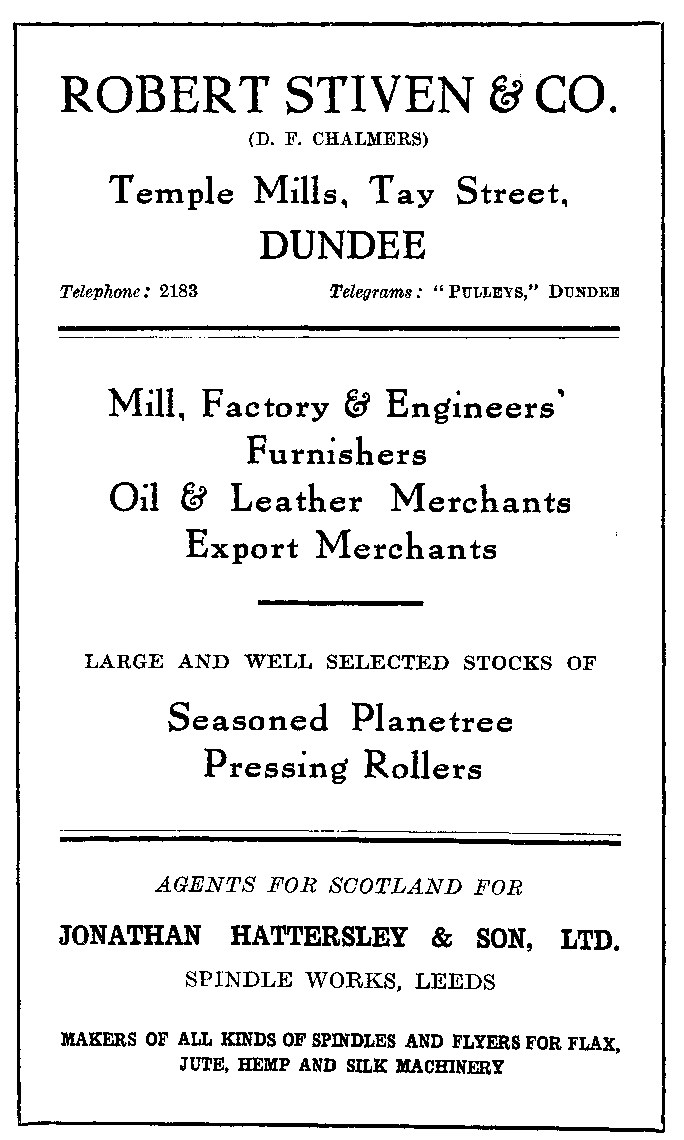 ROBERT STIVEN & CO.
(D. F. CHALMERS)
Temple Mills, Tay Street,
DUNDEE
Telephone: 2183 Telegrams: "PULLEYS," DUNDEE
Mill, Factory & Engineers'
Furnishers
Oil & Leather Merchants
Export Merchants
LARGE AND WELL SELECTED STOCKS OF
Seasoned Planetree
Pressing Rollers
AGENTS FOR SCOTLAND FOR
JONATHAN HATTERSLEY & SON, LTD.
SPINDLE WORKS, LEEDS
MAKERS OF ALL KINDS OF SPINDLES AND FLYERS FOR FLAX,
JUTE, HEMP AND SILK MACHINERY